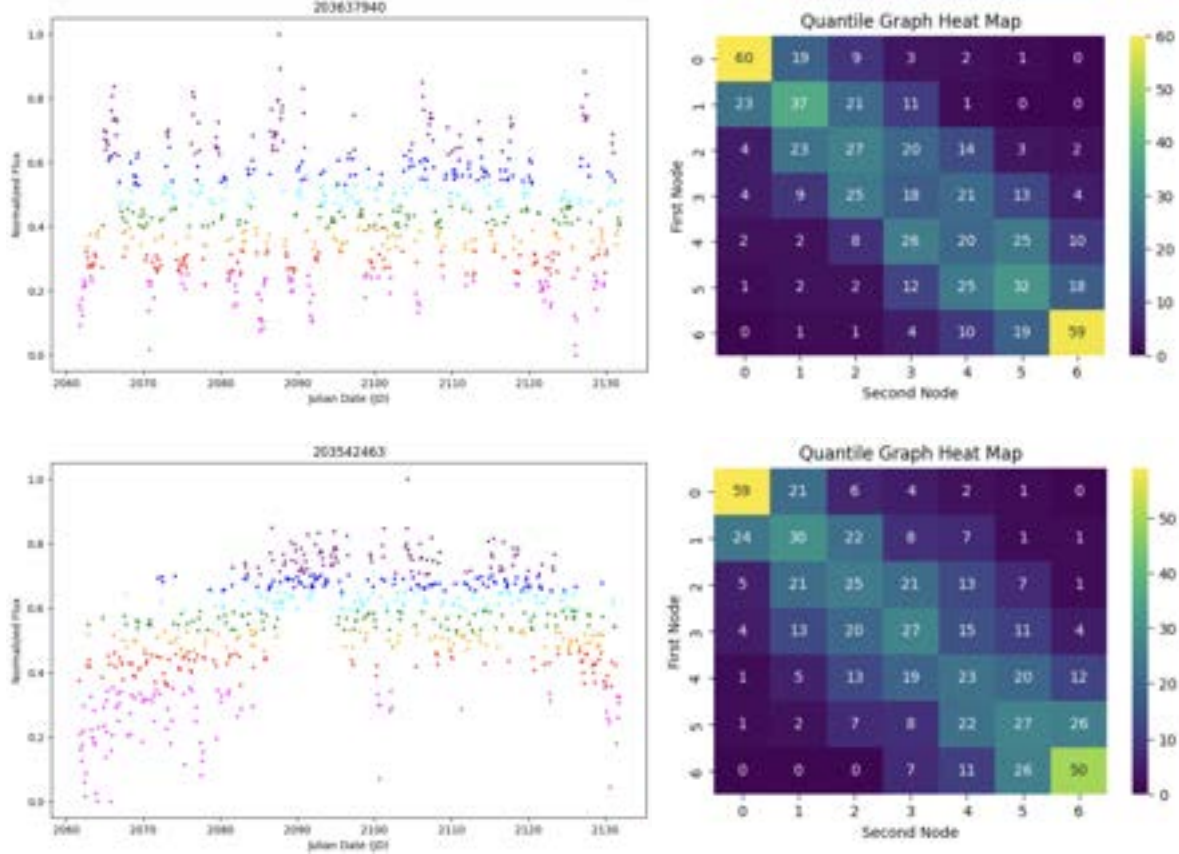 203637940
Normalized Flux
1.0
0.8
0.6
0.4
0.2
0.0
2060 2070 2080 2090 2100 2110 2120 2130
Julian Date (JD)
Quantile Graph Heat Map
First Node
0 60 19 9 3 2 1 0
1 23 37 21 11 1 0 0
2 4 23 27 20 14 3 2
3 4 9 25 18 21 13 4
4 2 2 8 26 20 25 10
5 1 2 2 12 25 32 18
6 0 1 1 4 10 19 59
0 1 2 3 4 5 6
Second Node
60
50
40
30
20
10
0
203542463
Normalized Flux
1.0
0.8
0.6
0.4
0.2
0.0
2060 2070 2080 2090 2100 2110 2120 2130
Julian Date (JD)
Quantile Graph Heat Map
First Node
0 59 21 6 4 2 1 0
1 24 30 22 8 7 1 1
2 5 21 25 21 13 7 1
3 4 13 20 27 15 11 4
4 1 5 13 19 23 20 12
5 1 2 7 8 22 27 26
6 0 0 0 7 11 26 50
0 1 2 3 4 5 6
Second Node
50
40
30
20
10
0